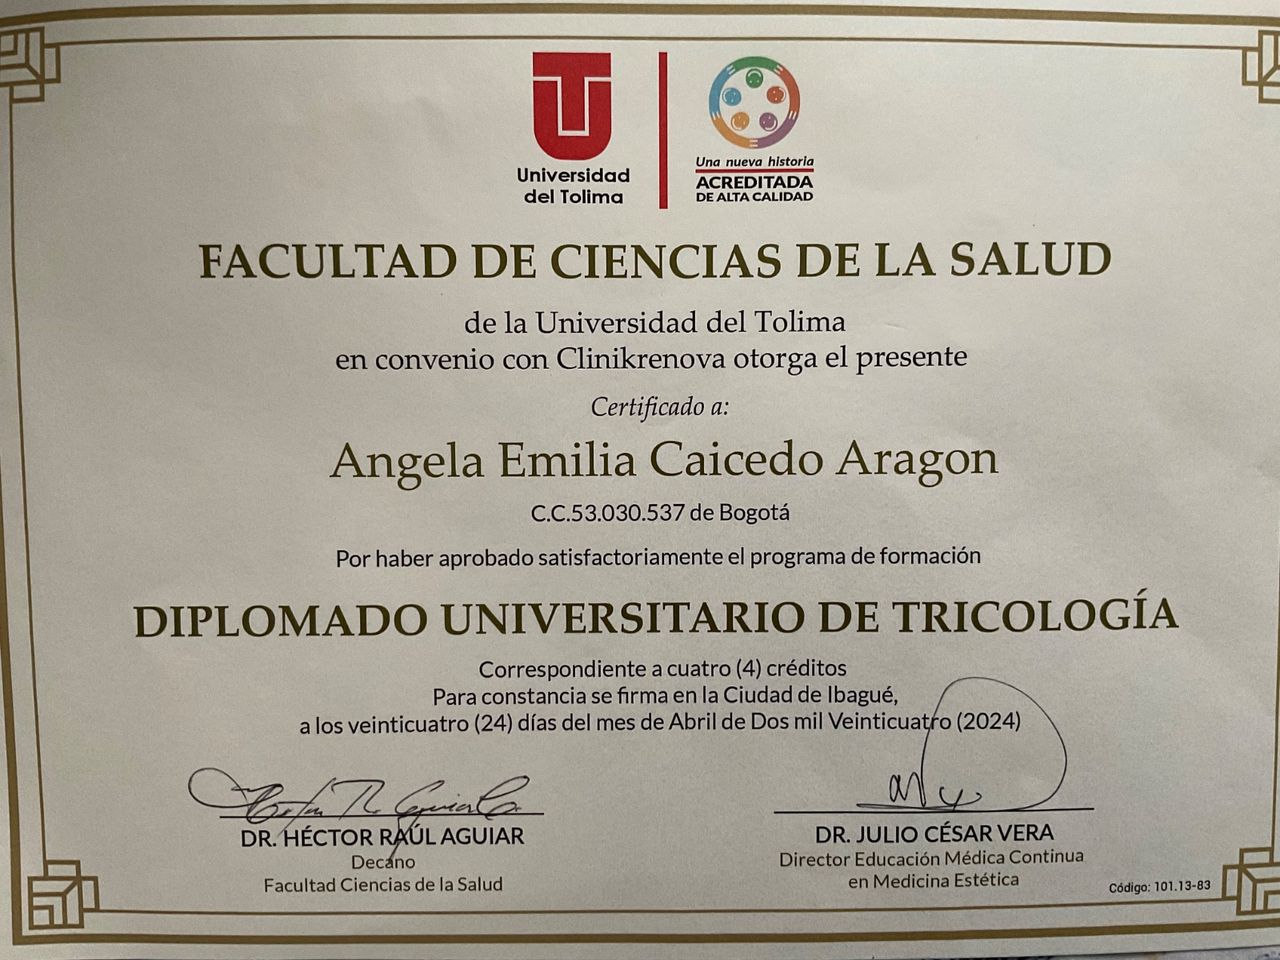 Universidad
del Tolima
Una nueva historia
ACREDITADA
DE ALTA CALIDAD
FACULTAD DE CIENCIAS DE LA SALUD
de la Universidad del Tolima
en convenio con Clinikrenova otorga el presente
Certificado a:
Angela Emilia Caicedo Aragon
C.C.53.030.537 de Bogotá
Por haber aprobado satisfactoriamente el programa de formación
DIPLOMADO UNIVERSITARIO DE TRICOLOGÍA
Correspondiente a cuatro (4) créditos
Para constancia se firma en la Ciudad de Ibagué,
a los veinticuatro (24) días del mes de Abril de Dos mil Veinticuatro (2024)
DR. HÉCTOR RAÚL AGUIAR
Decano
Facultad Ciencias de la Salud
DR. JULIO CÉSAR VERA
Director Educación Médica Continua
en Medicina Estética
Código: 101.13-83